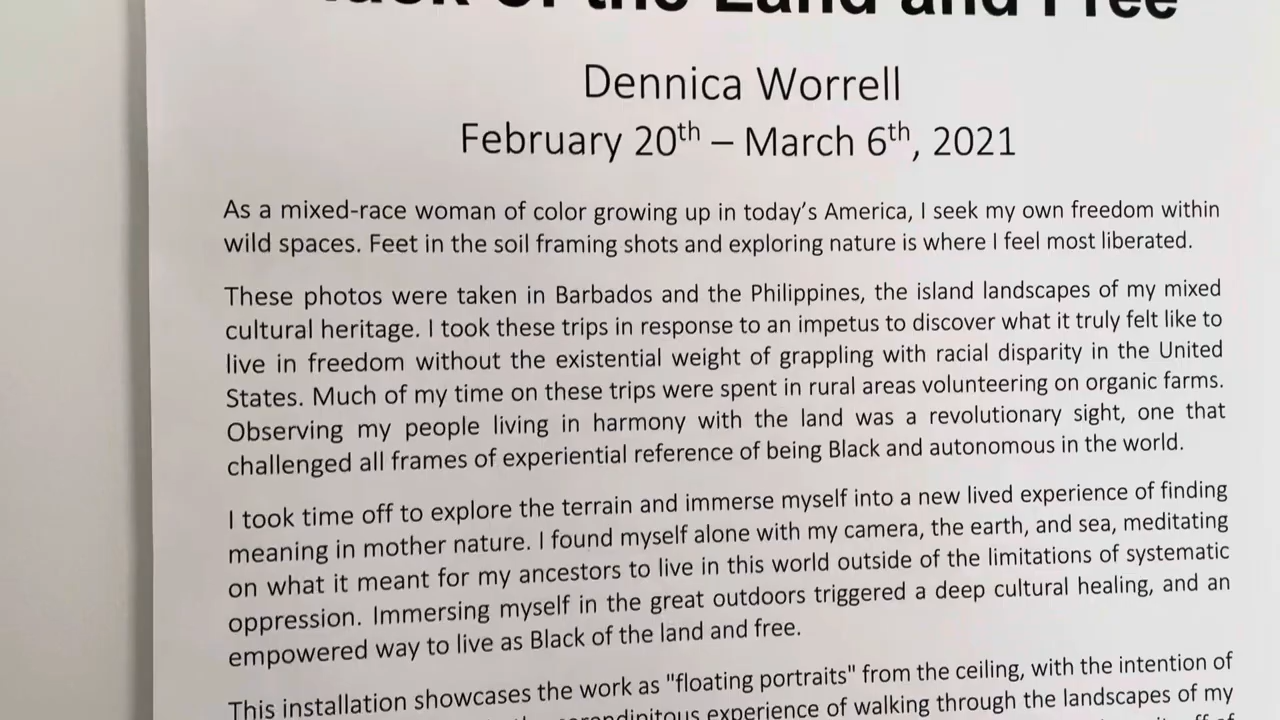 of the Land and Free
Dennica Worrell
February 20th – March 6th, 2021
As a mixed-race woman of color growing up in today’s America, I seek my own freedom within
wild spaces. Feet in the soil framing shots and exploring nature is where I feel most liberated.
These photos were taken in Barbados and the Philippines, the island landscapes of my mixed
cultural heritage. I took these trips in response to an impetus to discover what it truly felt like to
live in freedom without the existential weight of grappling with racial disparity in the United
States. Much of my time on these trips were spent in rural areas volunteering on organic farms.
Observing my people living in harmony with the land was a revolutionary sight, one that
challenged all frames of experiential reference of being Black and autonomous in the world.
I took time off to explore the terrain and immerse myself into a new lived experience of finding
meaning in mother nature. I found myself alone with my camera, the earth, and sea, meditating
on what it meant for my ancestors to live in this world outside of the limitations of systematic
oppression. Immersing myself in the great outdoors triggered a deep cultural healing, and an
empowered way to live as Black of the land and free.
This installation showcases the work as "floating portraits" from the ceiling, with the intention of
experience of walking through the landscapes of my